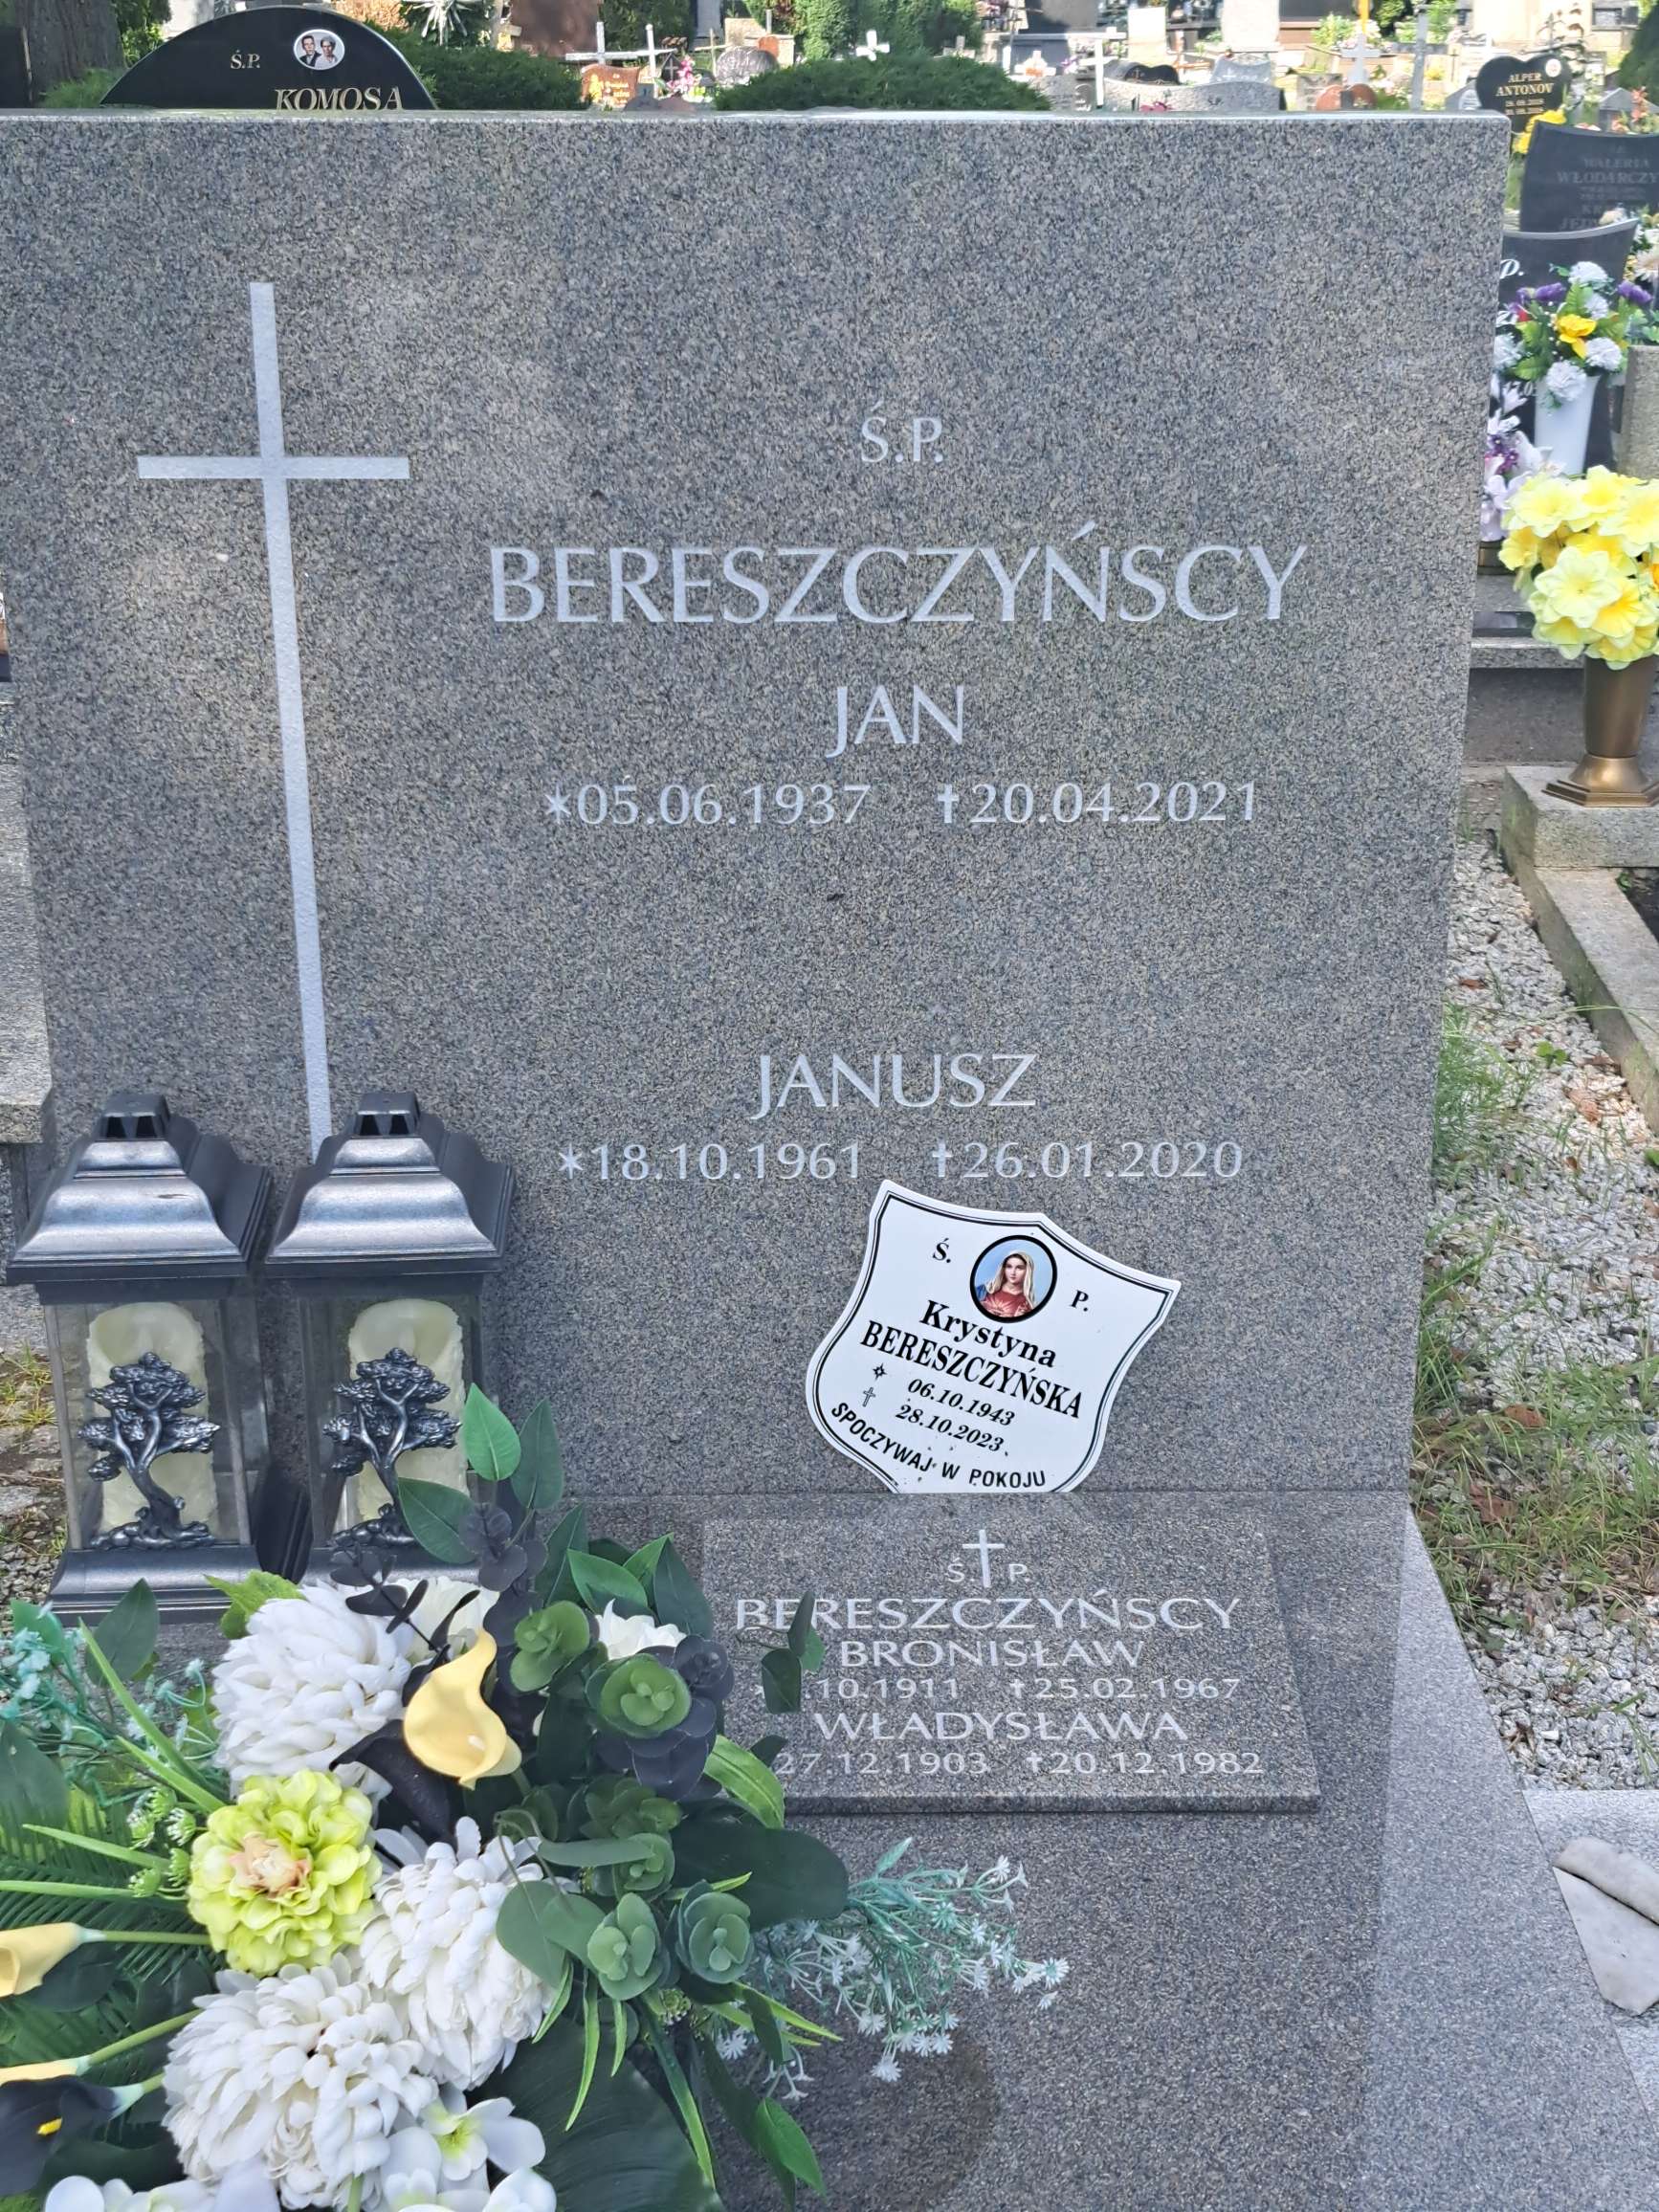 Ś.P.
KOMOSA
ALPER
ANTONOV
WALERIA
Ś.P.
BERESZCZYŃSCY
JAN
✶05.06.1937 ✝20.04.2021
JANUSZ
✶18.10.1961 ✝26.01.2020
Ś. P.
Krystyna
BERESZCZYŃSKA
06.10.1943
28.10.2023
SPOCZYWAJ W POKOJU
Ś P.
BERESZCZYŃSCY
BRONISŁAW
.10.1911 ✝25.02.1967
WŁADYSŁAWA
27.12.1903 ✝20.12.1982